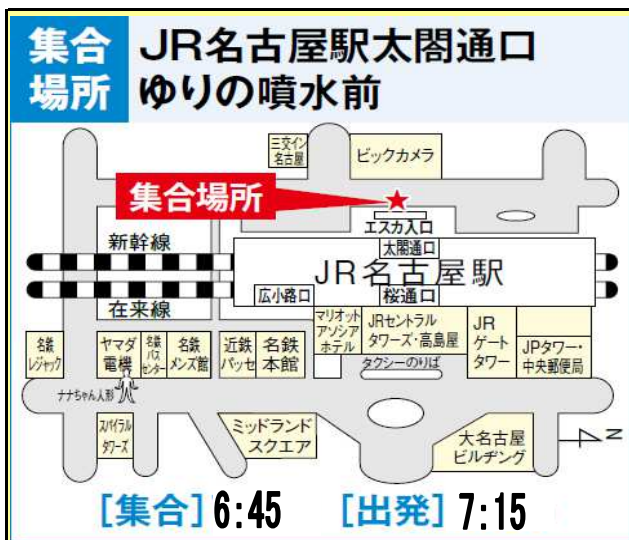 集合
場所
JR名古屋駅太閤通口
ゆりの噴水前
三交イン
名古屋
ビックカメラ
集合場所
エスカ入口
太閤通口
新幹線
JR名古屋駅
在来線
広小路口
桜通口
名鉄
レジャック
ヤマダ
電機
名鉄
バス
センター
名鉄
メンズ館
近鉄
パッセ
名鉄
本館
マリオット
アソシア
ホテル
JRセントラル
タワーズ・高島屋
JR
ゲート
タワー
JPタワー・
中央郵便局
タクシーのりば
ナナちゃん人形
スパイラル
タワーズ
ミッドランド
スクエア
大名古屋
ビルヂング
N
[集合]6:45 [出発]7:15